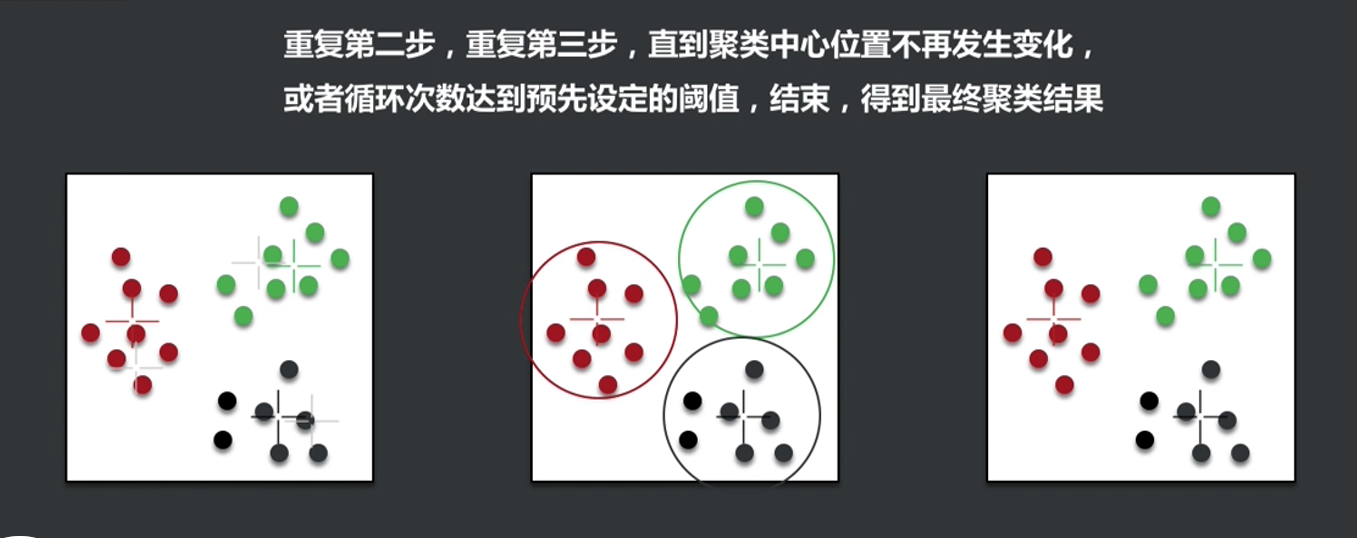 重复第二步，重复第三步，直到聚类中心位置不再发生变化，
或者循环次数达到预先设定的阈值，结束，得到最终聚类结果